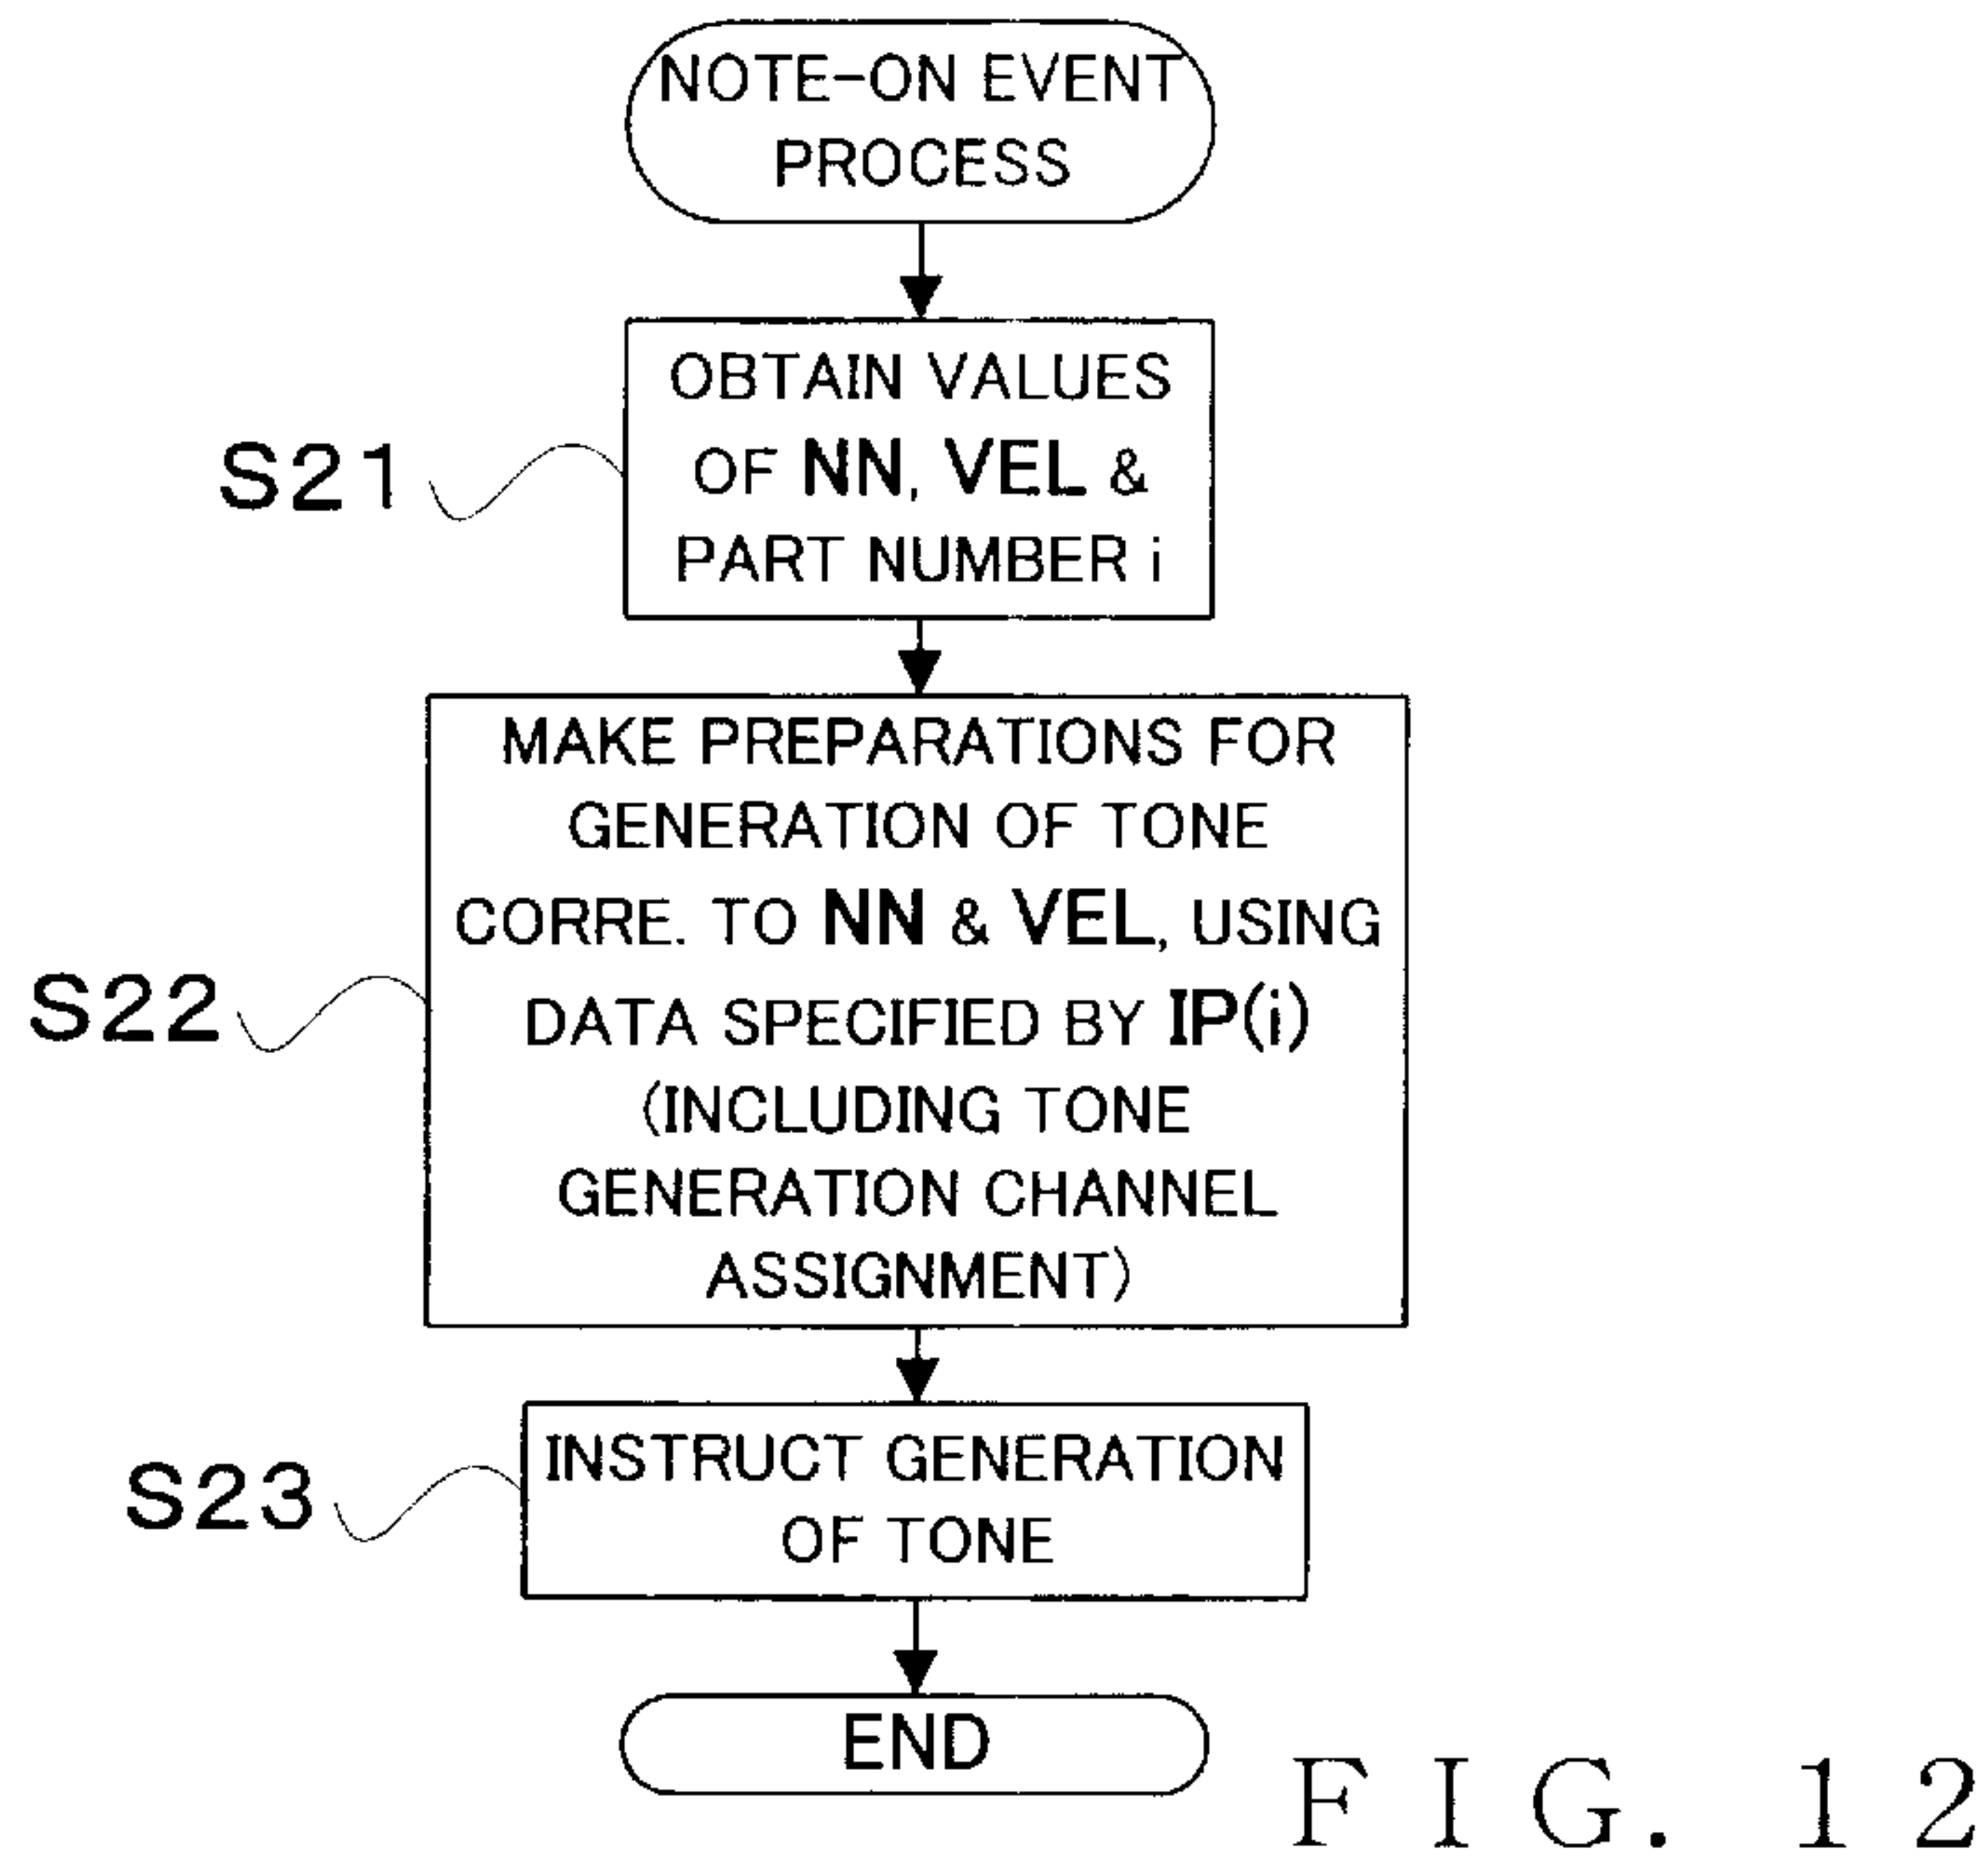 NOTE-ON EVENT
PROCESS
OBTAIN VALUES
OF NN, VEL &
PART NUMBER i
S21
MAKE PREPARATIONS FOR
GENERATION OF TONE
CORRE. TO NN & VEL, USING
DATA SPECIFIED BY IP(i)
(INCLUDING TONE
GENERATION CHANNEL
ASSIGNMENT)
S22
INSTRUCT GENERATION
OF TONE
S23
END
FIG. 12